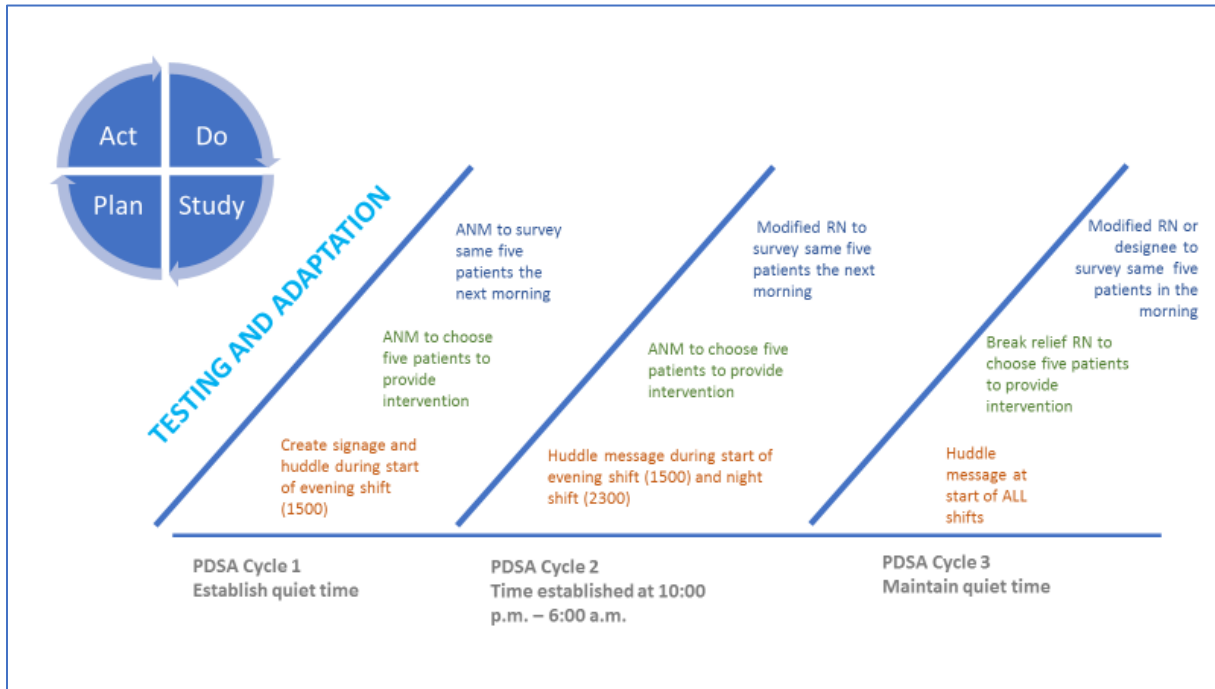 Act
Do
Plan
Study
TESTING AND ADAPTATION
ANM to survey
same five
patients the
next morning
ANM to choose
five patients to
provide
intervention
Create signage and
huddle during start
of evening shift
(1500)
Modified RN to
survey same five
patients the next
morning
ANM to choose five
patients to provide
intervention
Huddle message during start of
evening shift (1500) and night
shift (2300)
Modified RN or
designee to
survey same five
patients in the
morning
Break relief RN to
choose five patients
to provide
intervention
Huddle
message at
start of ALL
shifts
PDSA Cycle 1
Establish quiet time
PDSA Cycle 2
Time established at 10:00
p.m. – 6:00 a.m.
PDSA Cycle 3
Maintain quiet time